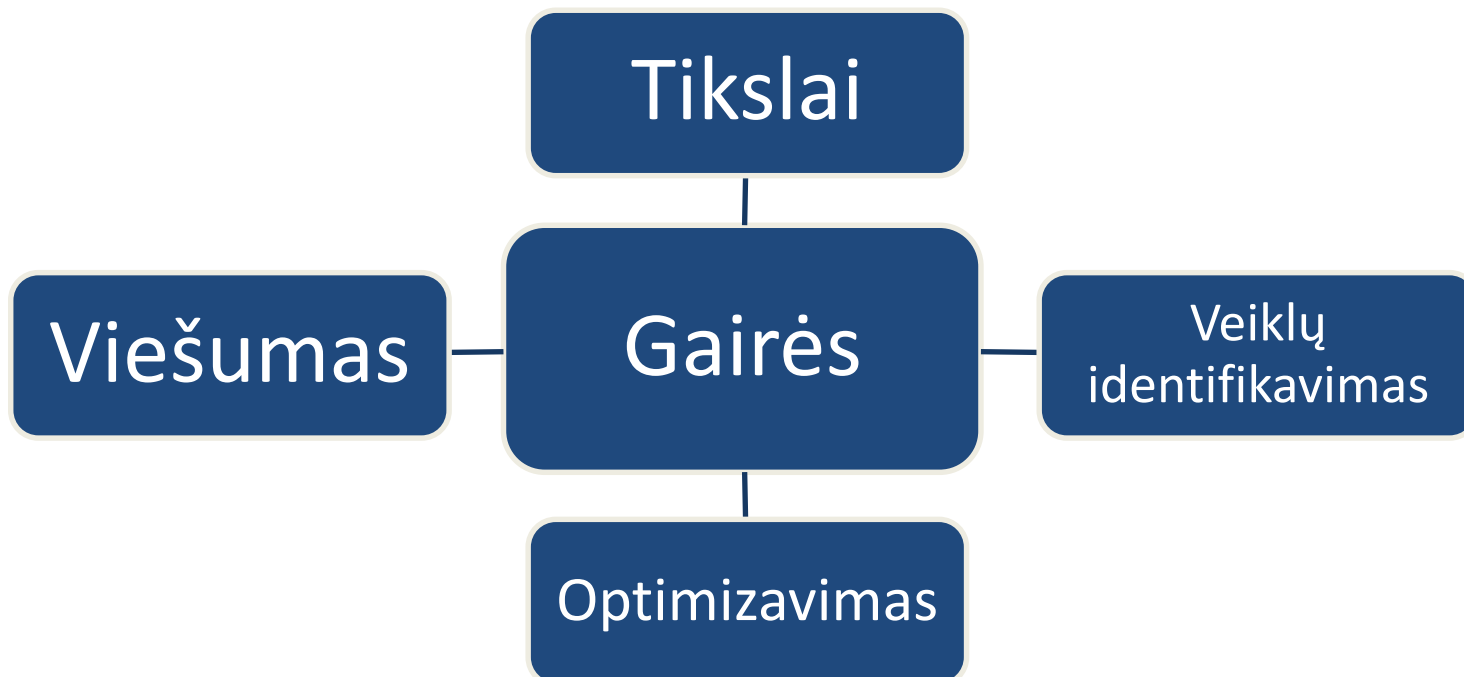 Tikslai
Viešumas
Gairės
Veiklų
identifikavimas
Optimizavimas